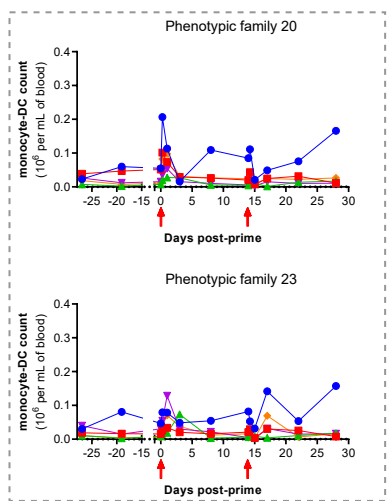 Phenotypic family 20
monocyte-DC count
(10⁶ per mL of blood)
0.4
0.3
0.2
0.1
0.0
-25 -20 -15 0 5 10 15 20 25 30
Days post-prime
Phenotypic family 23
monocyte-DC count
(10⁶ per mL of blood)
0.4
0.3
0.2
0.1
0.0
-25 -20 -15 0 5 10 15 20 25 30
Days post-prime